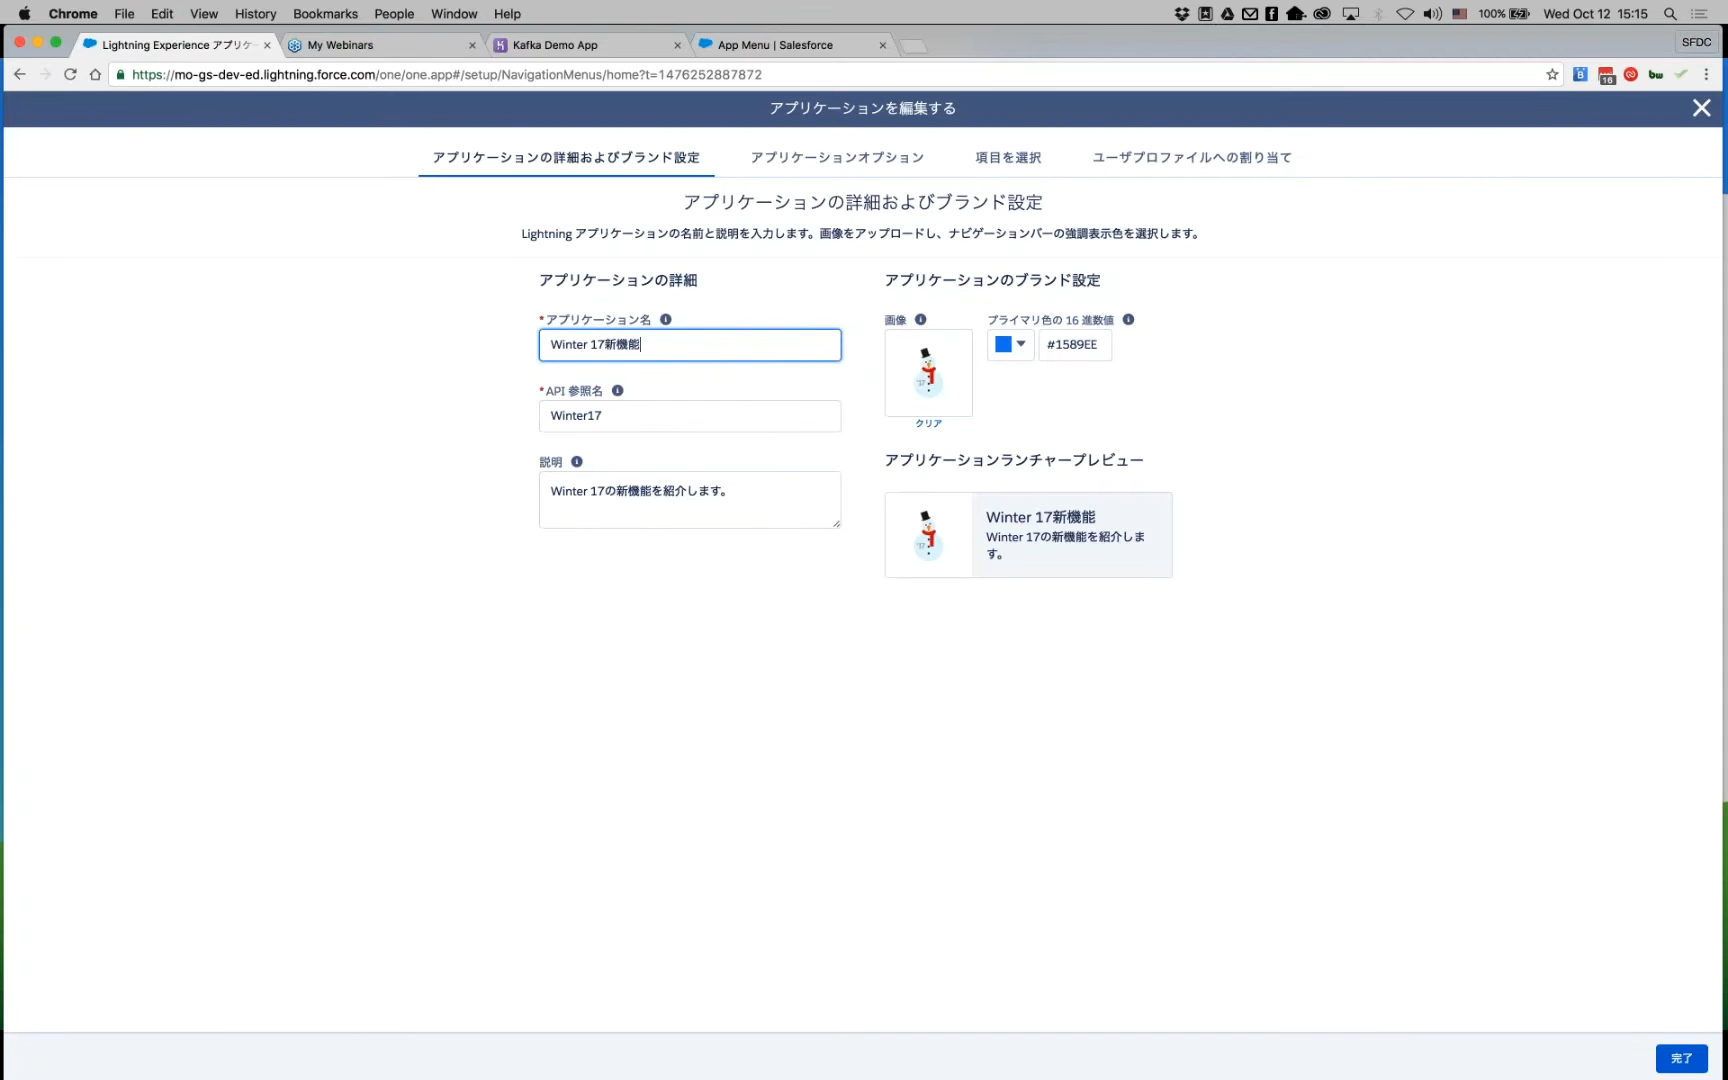 Chrome File Edit View History Bookmarks People Window Help 100% Wed Oct 12 15:15
Lightning Experience アプリケ My Webinars Kafka Demo App App Menu | Salesforce SFDC
https://mo-gs-dev-ed.lightning.force.com/one/one.app#/setup/NavigationMenus/home?t=1476252887872 16 bw
アプリケーションを編集する
アプリケーションの詳細およびブランド設定 アプリケーションオプション 項目を選択 ユーザプロファイルへの割り当て
アプリケーションの詳細およびブランド設定
Lightning アプリケーションの名前と説明を入力します。画像をアップロードし、ナビゲーションバーの強調表示色を選択します。
アプリケーションの詳細
*アプリケーション名
Winter 17新機能
*API 参照名
Winter17
説明
Winter 17の新機能を紹介します。
アプリケーションのブランド設定
画像 プライマリ色の 16 進数値
#1589EE
クリア
アプリケーションランチャープレビュー
Winter 17新機能
Winter 17の新機能を紹介しま
す。
完了